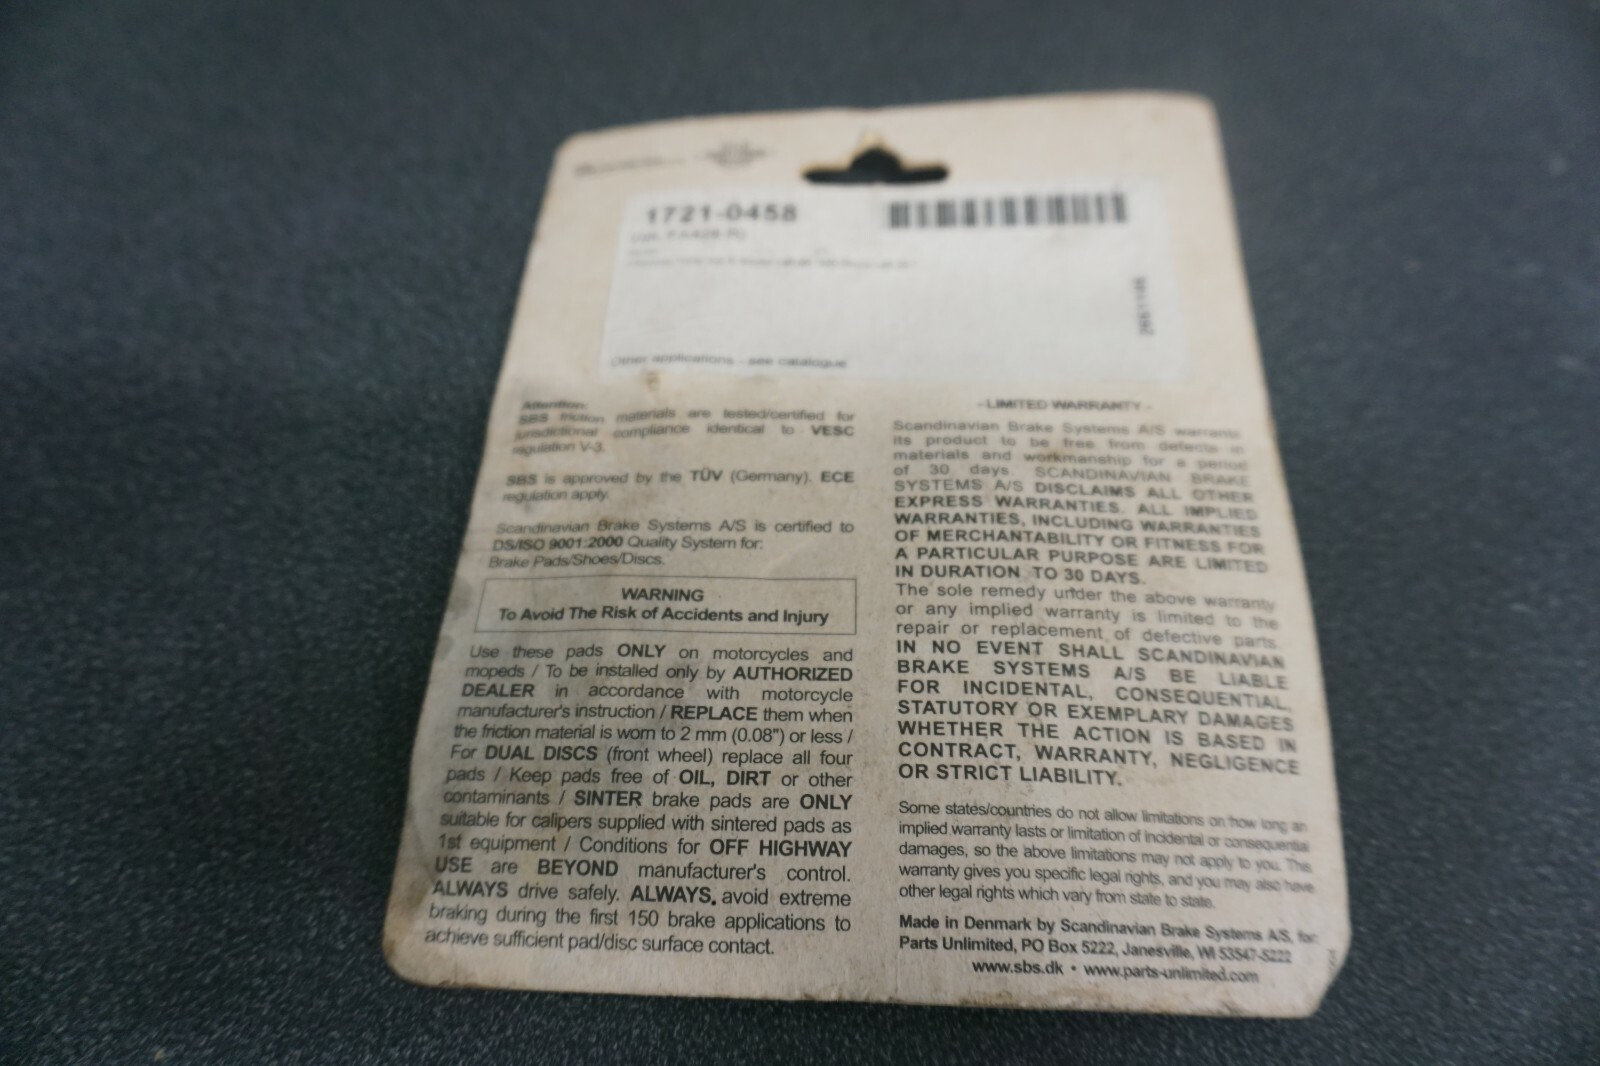 1721-0458
Other applications - see catalogue
Attention:
SBS friction materials are tested/certified for
jurisdictional compliance identical to VESC
regulation V-3.
SBS is approved by the TÜV (Germany). ECE
regulation apply.
Scandinavian Brake Systems A/S is certified to
DS/ISO 9001:2000 Quality System for:
Brake Pads/Shoes/Discs.
WARNING
To Avoid The Risk of Accidents and Injury
Use these pads ONLY on motorcycles and
mopeds / To be installed only by AUTHORIZED
DEALER in accordance with motorcycle
manufacturer's instruction / REPLACE them when
the friction material is worn to 2 mm (0.08") or less /
For DUAL DISCS (front wheel) replace all four
pads / Keep pads free of OIL, DIRT or other
contaminants / SINTER brake pads are ONLY
suitable for calipers supplied with sintered pads as
1st equipment / Conditions for OFF HIGHWAY
USE are BEYOND manufacturer's control.
ALWAYS drive safely. ALWAYS, avoid extreme
braking during the first 150 brake applications to
achieve sufficient pad/disc surface contact.
- LIMITED WARRANTY -
Scandinavian Brake Systems A/S warrants
its product to be free from defects in
materials and workmanship for a period
of 30 days. SCANDINAVIAN BRAKE
SYSTEMS A/S DISCLAIMS ALL OTHER
EXPRESS WARRANTIES. ALL IMPLIED
WARRANTIES, INCLUDING WARRANTIES
OF MERCHANTABILITY OR FITNESS FOR
A PARTICULAR PURPOSE ARE LIMITED
IN DURATION TO 30 DAYS.
The sole remedy under the above warranty
or any implied warranty is limited to the
repair or replacement of defective parts.
IN NO EVENT SHALL SCANDINAVIAN
BRAKE SYSTEMS A/S BE LIABLE
FOR INCIDENTAL, CONSEQUENTIAL,
STATUTORY OR EXEMPLARY DAMAGES
WHETHER THE ACTION IS BASED IN
CONTRACT, WARRANTY, NEGLIGENCE
OR STRICT LIABILITY.
Some states/countries do not allow limitations on how long an
implied warranty lasts or limitation of incidental or consequential
damages, so the above limitations may not apply to you. This
warranty gives you specific legal rights, and you may also have
other legal rights which vary from state to state.
Made in Denmark by Scandinavian Brake Systems A/S, for:
Parts Unlimited, PO Box 5222, Janesville, WI 53547-5222
www.sbs.dk • www.parts-unlimited.com